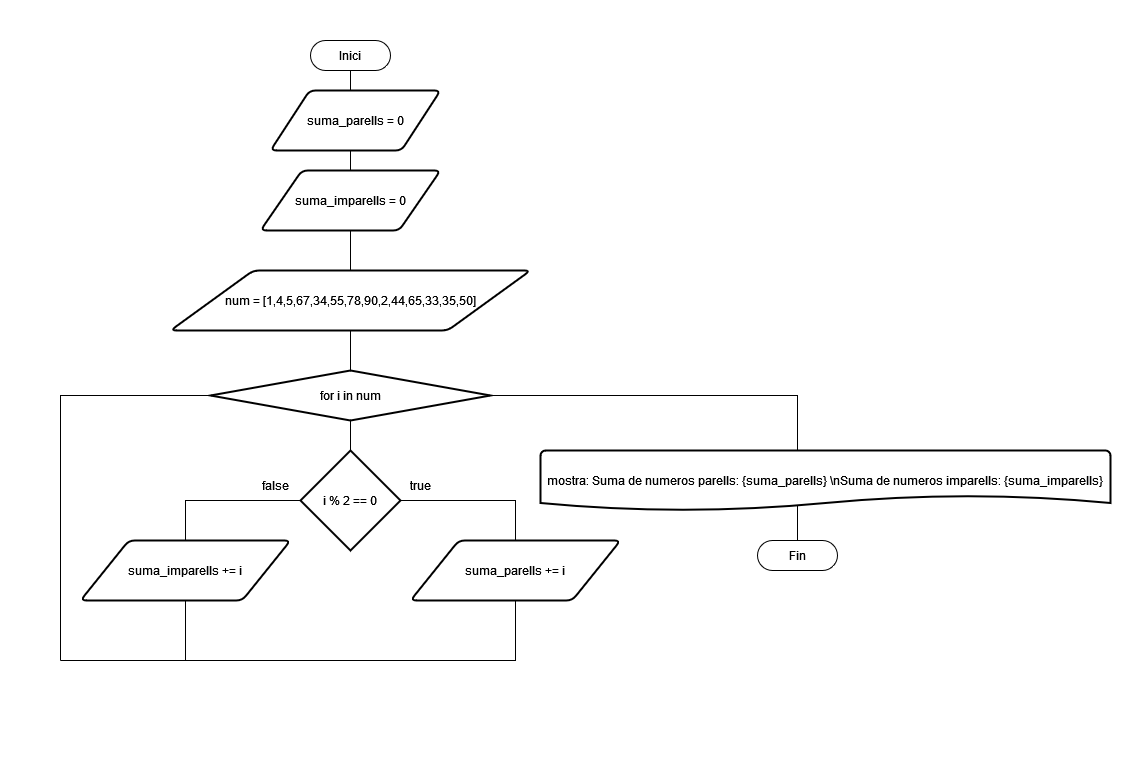 Inici
suma_parells = 0
suma_imparells = 0
num = [1,4,5,67,34,55,78,90,2,44,65,33,35,50]
for i in num
false
true
i % 2 == 0
mostra: Suma de numeros parells: {suma_parells} \nSuma de numeros imparells: {suma_imparells}
suma_imparells += i
suma_parells += i
Fin